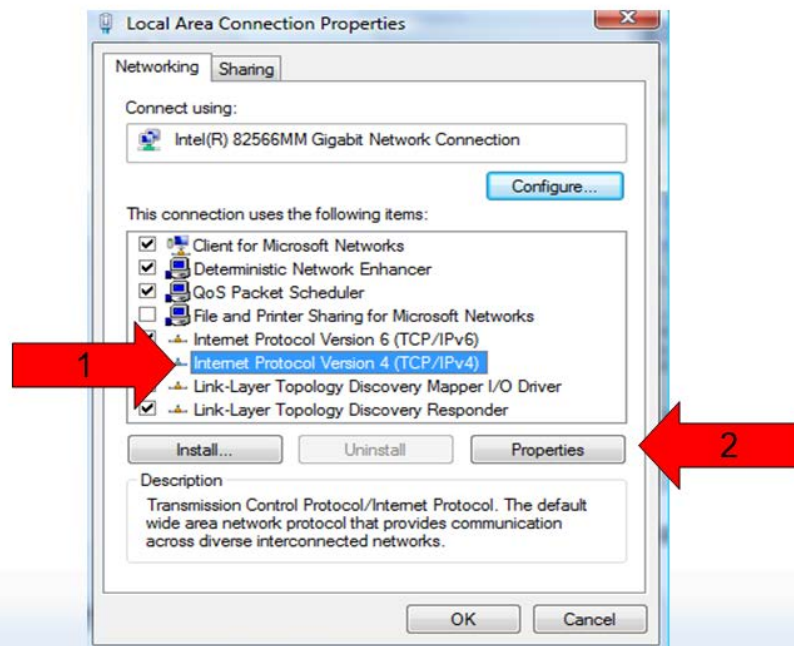 Local Area Connection Properties
Networking Sharing
Connect using:
Intel(R) 82566MM Gigabit Network Connection
Configure...
This connection uses the following items:
Client for Microsoft Networks
Deterministic Network Enhancer
QoS Packet Scheduler
File and Printer Sharing for Microsoft Networks
Internet Protocol Version 6 (TCP/IPv6)
1 Internet Protocol Version 4 (TCP/IPv4)
Link-Layer Topology Discovery Mapper I/O Driver
Link-Layer Topology Discovery Responder
Install... Uninstall Properties 2
Description
Transmission Control Protocol/Internet Protocol. The default
wide area network protocol that provides communication
across diverse interconnected networks.
OK Cancel